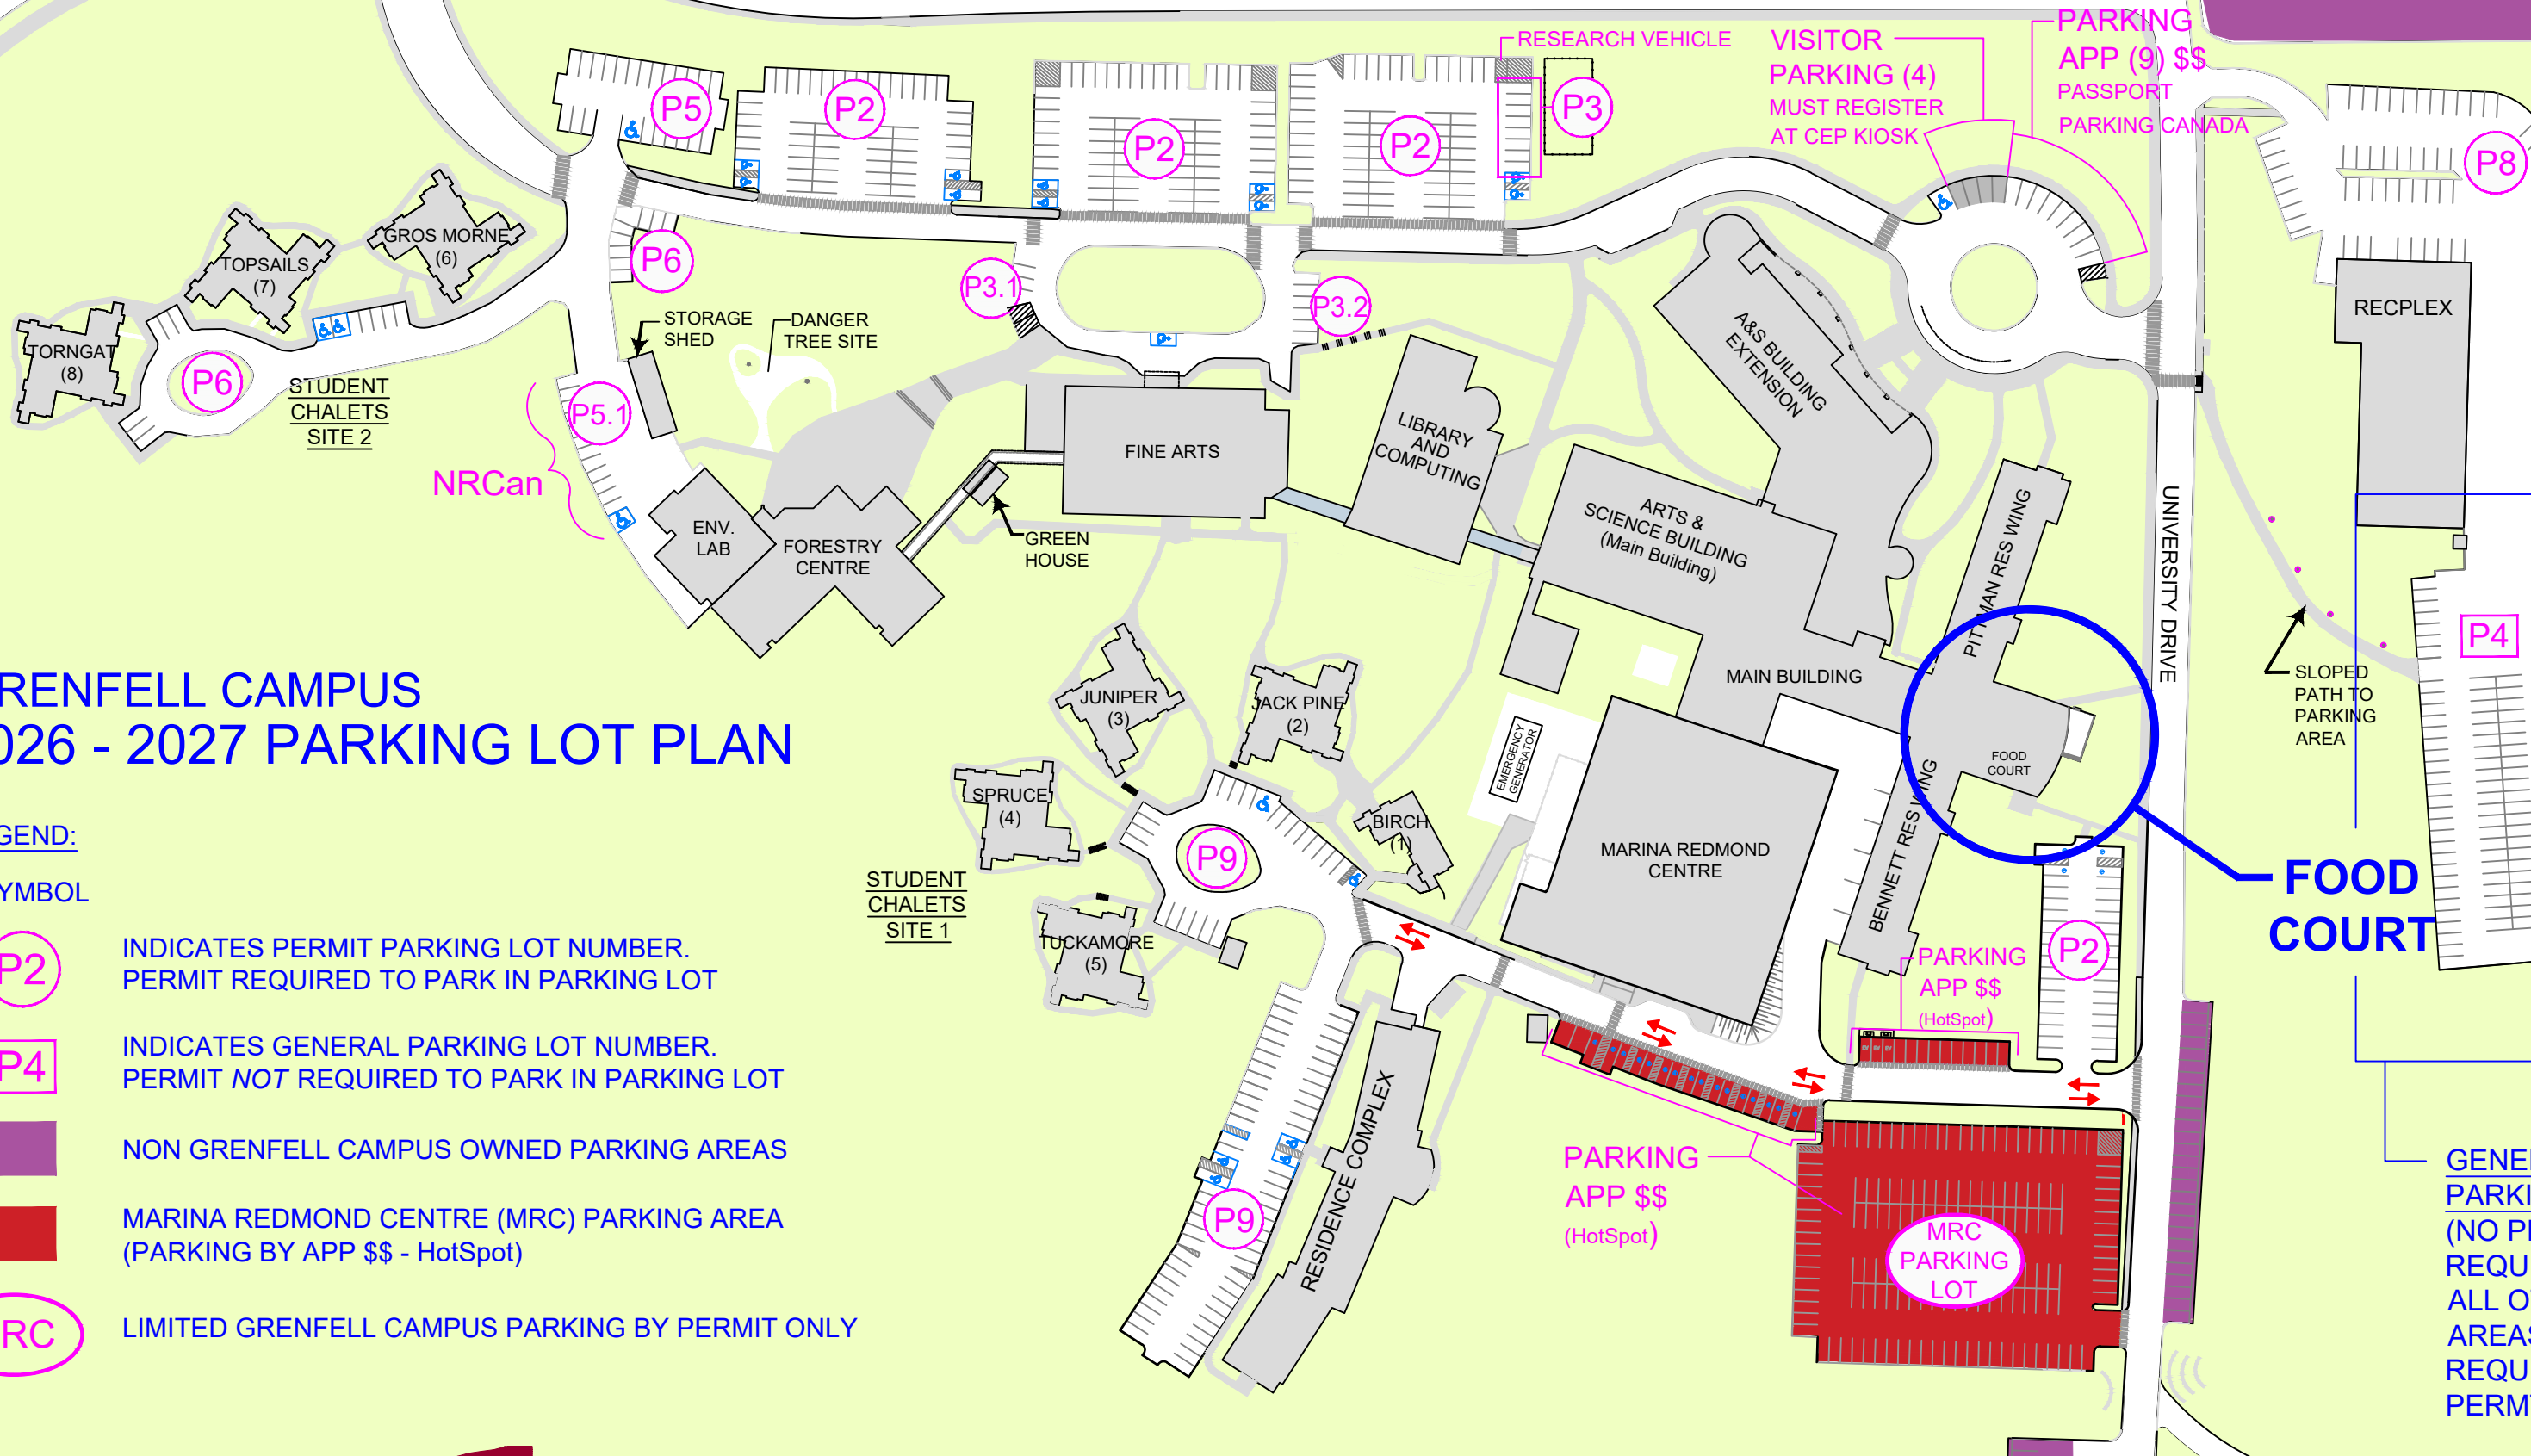 RESEARCH VEHICLE
VISITOR
PARKING (4)
MUST REGISTER
AT CEP KIOSK
PARKING
APP (9) $$
PASSPORT
PARKING CANADA
P5
P2
P2
P2
P3
P8
GROS MORNE
(6)
TOPSAILS
(7)
TORNGAT
(8)
P6
P6
STUDENT
CHALETS
SITE 2
P3.1
P3.2
STORAGE
SHED
DANGER
TREE SITE
P5.1
NRCan
ENV.
LAB
FORESTRY
CENTRE
GREEN
HOUSE
FINE ARTS
LIBRARY
AND
COMPUTING
A&S BUILDING
EXTENSION
ARTS &
SCIENCE BUILDING
(Main Building)
PITTMAN RES WING
UNIVERSITY DRIVE
RECPLEX
P4
SLOPED
PATH TO
PARKING
AREA
MAIN BUILDING
FOOD
COURT
BENNETT RES WING
FOOD
COURT
EMERGENCY
GENERATOR
MARINA REDMOND
CENTRE
JUNIPER
(3)
JACK PINE
(2)
SPRUCE
(4)
BIRCH
(1)
TUCKAMORE
(5)
P9
STUDENT
CHALETS
SITE 1
P9
RESIDENCE COMPLEX
PARKING
APP $$
(HotSpot)
P2
PARKING
APP $$
(HotSpot)
MRC
PARKING
LOT
RENFELL CAMPUS
026 - 2027 PARKING LOT PLAN
GEND:
YMBOL
P2
INDICATES PERMIT PARKING LOT NUMBER.
PERMIT REQUIRED TO PARK IN PARKING LOT
P4
INDICATES GENERAL PARKING LOT NUMBER.
PERMIT NOT REQUIRED TO PARK IN PARKING LOT
NON GRENFELL CAMPUS OWNED PARKING AREAS
MARINA REDMOND CENTRE (MRC) PARKING AREA
(PARKING BY APP $$ - HotSpot)
RC
LIMITED GRENFELL CAMPUS PARKING BY PERMIT ONLY
GENE
PARKI
(NO P
REQU
ALL O
AREAS
REQU
PERM